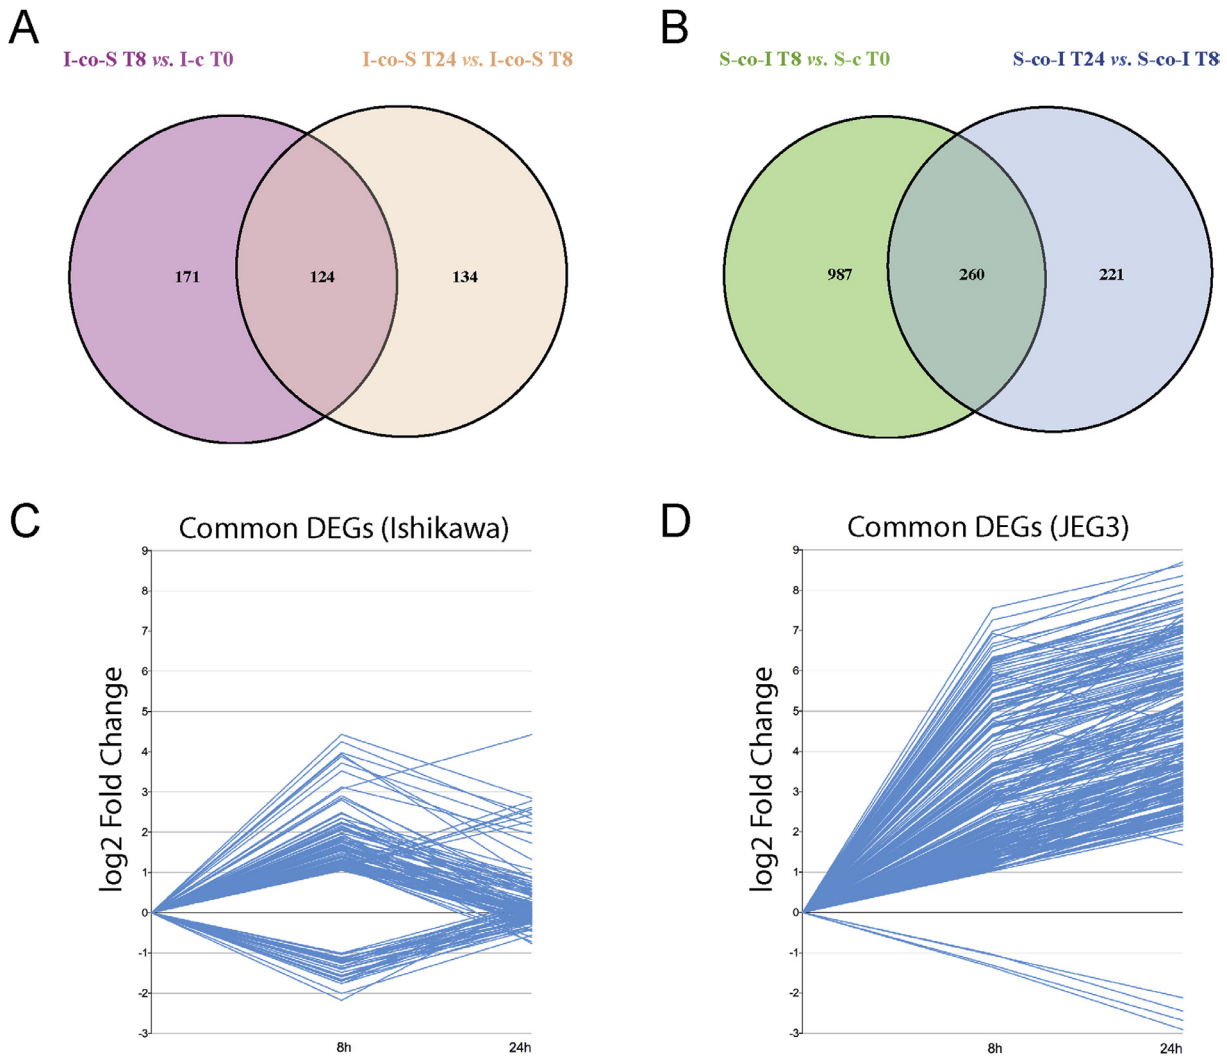 A
I-co-S T8 vs. I-c T0
I-co-S T24 vs. I-co-S T8
171
124
134
B
S-co-I T8 vs. S-c T0
S-co-I T24 vs. S-co-I T8
987
260
221
C
Common DEGs (Ishikawa)
log2 Fold Change
9
8
7
6
5
4
3
2
1
0
-1
-2
-3
8h
24h
D
Common DEGs (JEG3)
log2 Fold Change
9
8
7
6
5
4
3
2
1
0
-1
-2
-3
8h
24h